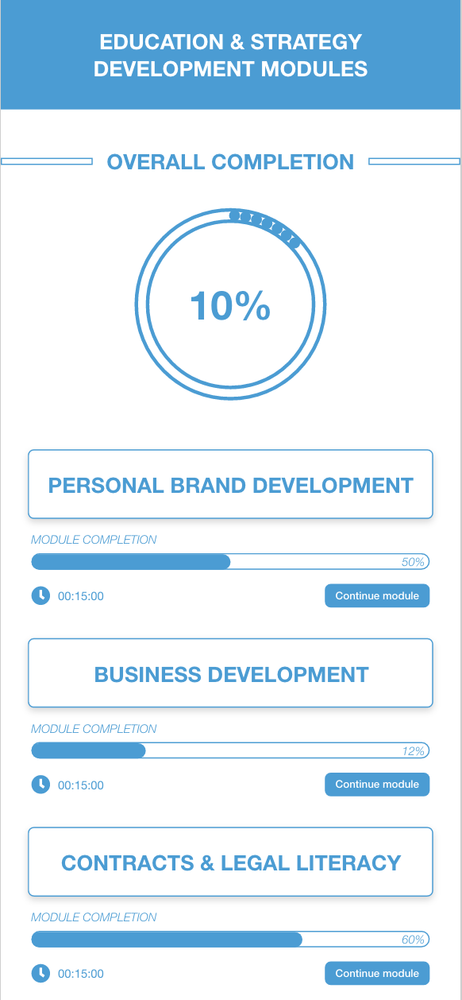 EDUCATION & STRATEGY
DEVELOPMENT MODULES
OVERALL COMPLETION
10%
PERSONAL BRAND DEVELOPMENT
MODULE COMPLETION
50%
00:15:00
Continue module
BUSINESS DEVELOPMENT
MODULE COMPLETION
12%
00:15:00
Continue module
CONTRACTS & LEGAL LITERACY
MODULE COMPLETION
60%
00:15:00
Continue module